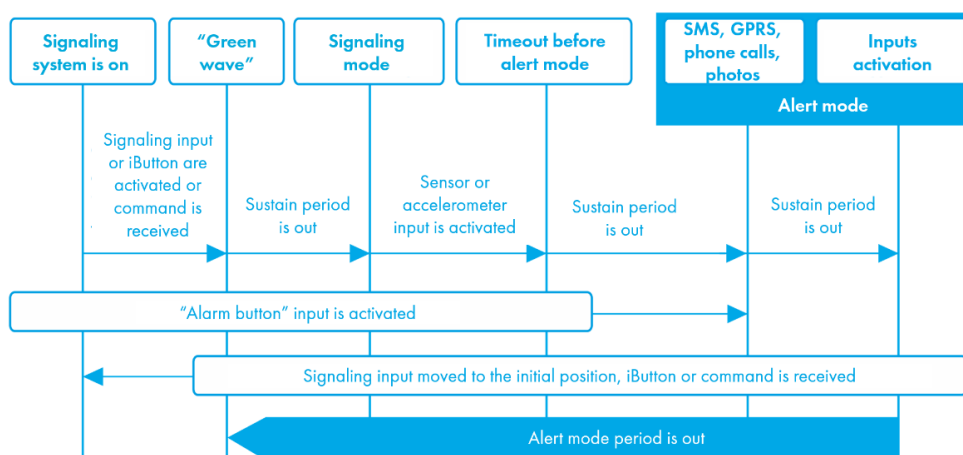 Signaling
system is on
“Green
wave”
Signaling
mode
Timeout before
alert mode
SMS, GPRS,
phone calls,
photos
Inputs
activation
Alert mode
Signaling input
or iButton are
activated or
command is
received
Sustain period
is out
Sensor or
accelerometer
input is activated
Sustain period
is out
Sustain period
is out
“Alarm button” input is activated
Signaling input moved to the initial position, iButton or command is received
Alert mode period is out